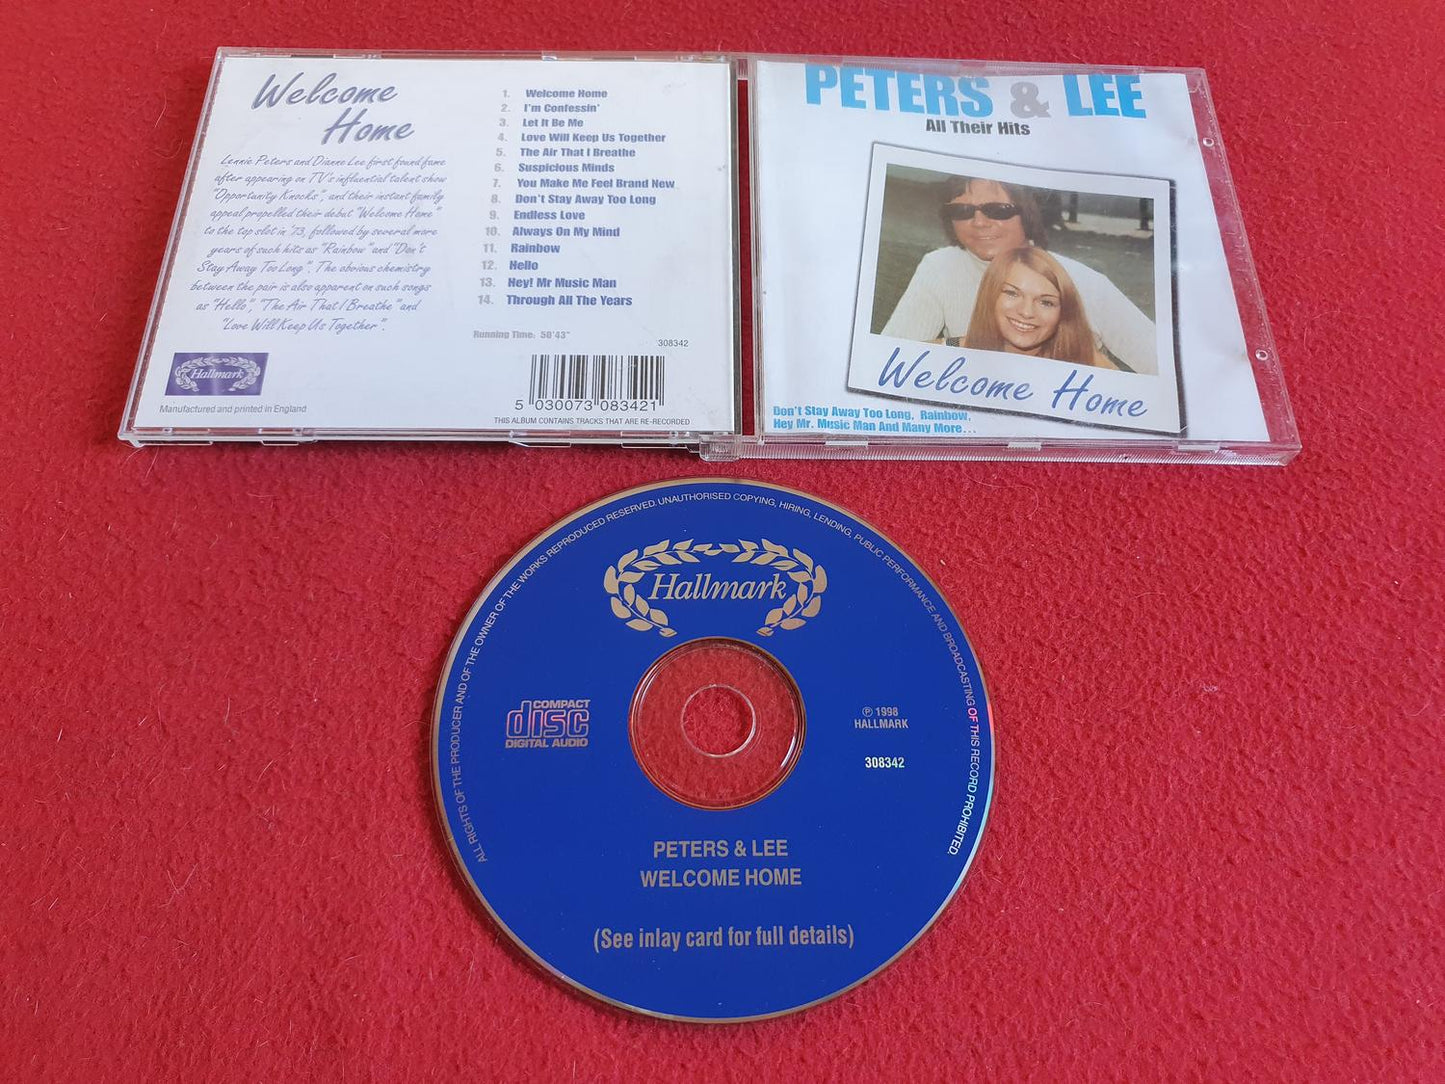 Welcome
Home
Lennie Peters and Dianne Lee first found fame
after appearing on TV's influential talent show
"Opportunity Knocks", and their instant family
appeal propelled their debut "Welcome Home"
to the top slot in '73, followed by several more
years of such hits as "Rainbow" and "Don't
Stay Away Too Long". The obvious chemistry
between the pair is also apparent on such songs
as "Hello", "The Air That I Breathe" and
"Love Will Keep Us Together".
Hallmark
Manufactured and printed in England
1. Welcome Home
2. I'm Confessin'
3. Let It Be Me
4. Love Will Keep Us Together
5. The Air That I Breathe
6. Suspicious Minds
7. You Make Me Feel Brand New
8. Don't Stay Away Too Long
9. Endless Love
10. Always On My Mind
11. Rainbow
12. Hello
13. Hey! Mr Music Man
14. Through All The Years
Running Time: 50'43"
308342
5 030073 083421
THIS ALBUM CONTAINS TRACKS THAT ARE RE-RECORDED
PETERS & LEE
All Their Hits
Welcome Home
Don't Stay Away Too Long, Rainbow,
Hey Mr. Music Man And Many More...
ALL RIGHTS OF THE PRODUCER AND OF THE OWNER OF THE WORKS REPRODUCED RESERVED. UNAUTHORISED COPYING, HIRING, LENDING, PUBLIC PERFORMANCE AND BROADCASTING OF THIS RECORD PROHIBITED.
Hallmark
COMPACT
disc
DIGITAL AUDIO
℗ 1998
HALLMARK
308342
PETERS & LEE
WELCOME HOME
(See inlay card for full details)